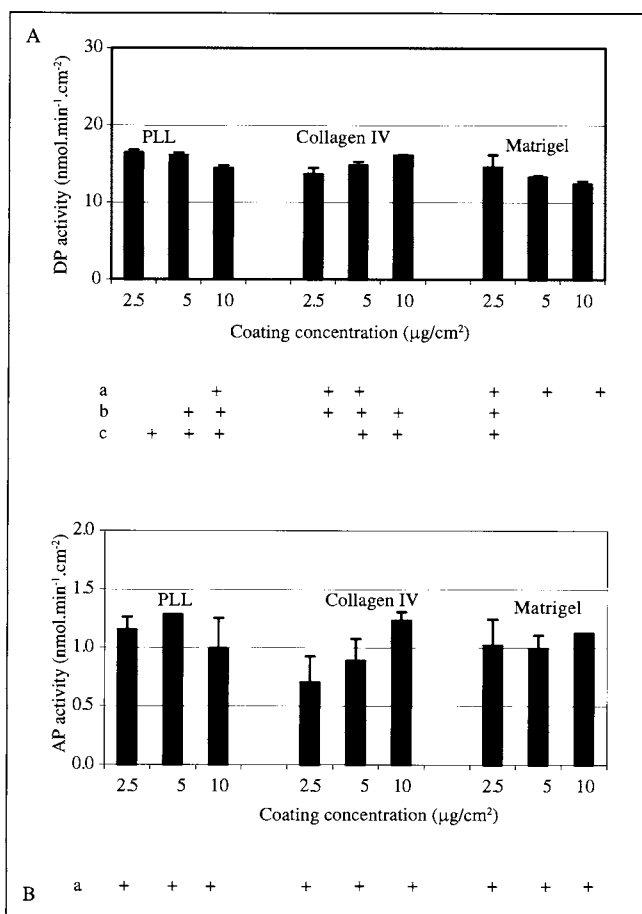 A
DP activity (nmol.min⁻¹.cm⁻²)
30
20
10
0
PLL
Collagen IV
Matrigel
2.5 5 10 2.5 5 10 2.5 5 10
Coating concentration (µg/cm²)
a + + + + + +
b + + + + + +
c + + + + + +
AP activity (nmol.min⁻¹.cm⁻²)
2.0
1.5
1.0
0.5
0.0
PLL
Collagen IV
Matrigel
2.5 5 10 2.5 5 10 2.5 5 10
Coating concentration (µg/cm²)
B
a + + + + + + + + +